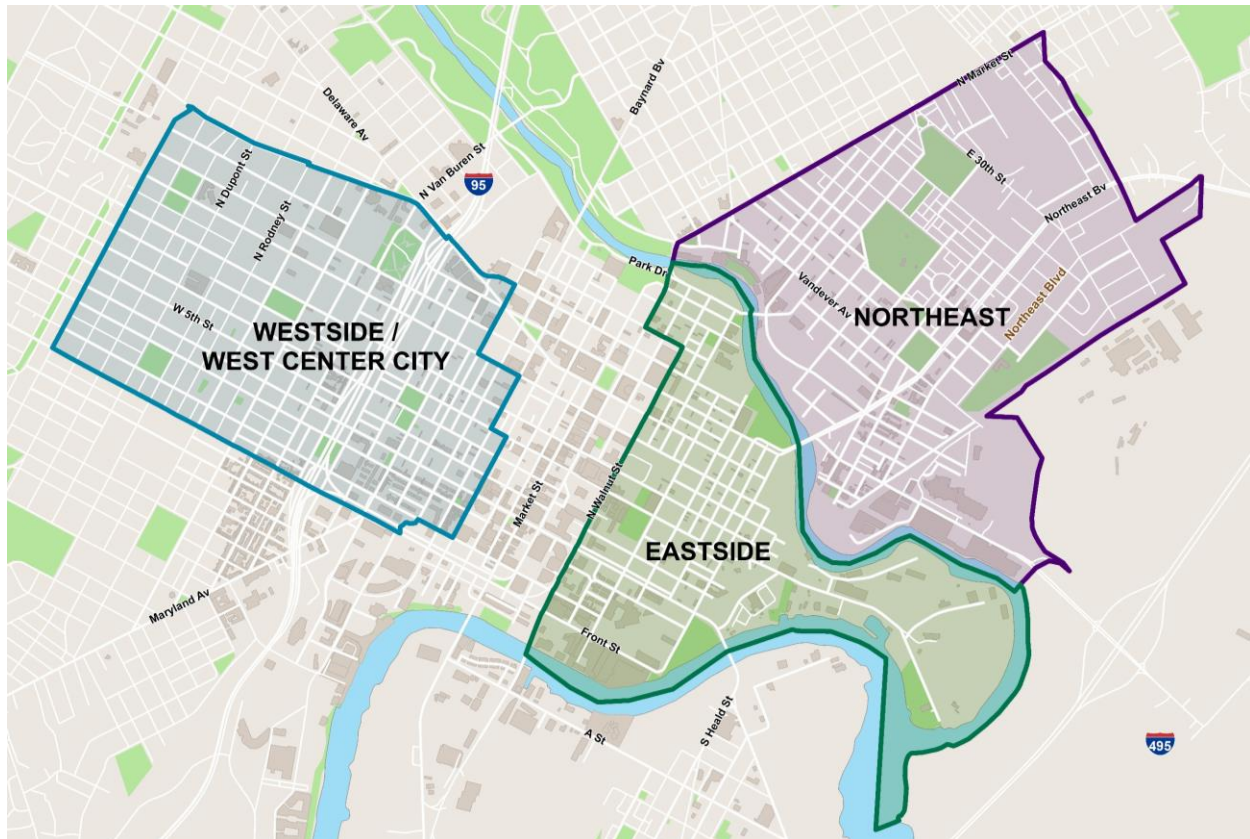 N Market St
Baynard Bv
Delaware Av
N Van Buren St
95
E 30th St
N Dupont St
N Rodney St
Northeast Bv
Park Dr
Vandever Av
Northeast Blvd
NORTHEAST
W 5th St
WESTSIDE /
WEST CENTER CITY
N Walnut St
Market St
EASTSIDE
Maryland Av
Front St
A St
S Heald St
495